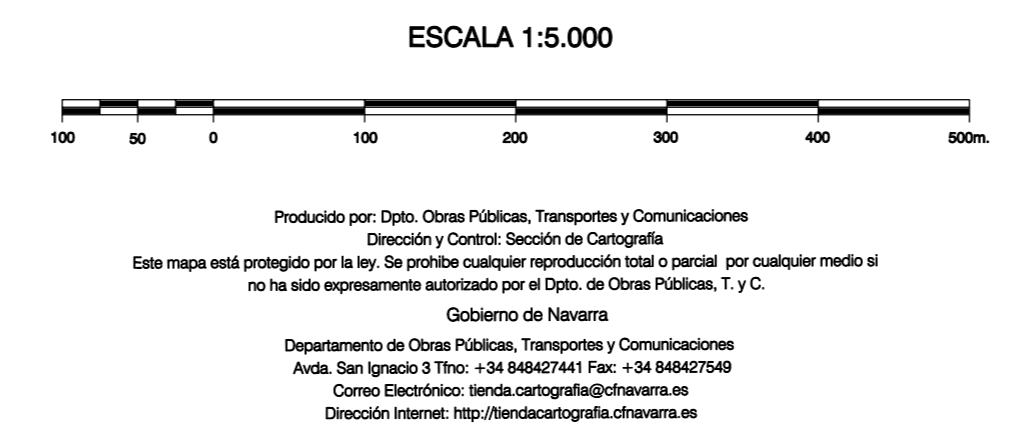 ESCALA 1:5.000
100 50 0 100 200 300 400 500m.
Producido por: Dpto. Obras Públicas, Transportes y Comunicaciones
Dirección y Control: Sección de Cartografía
Este mapa está protegido por la ley. Se prohibe cualquier reproducción total o parcial por cualquier medio si
no ha sido expresamente autorizado por el Dpto. de Obras Públicas, T. y C.
Gobierno de Navarra
Departamento de Obras Públicas, Transportes y Comunicaciones
Avda. San Ignacio 3 Tfno: +34 848427441 Fax: +34 848427549
Correo Electrónico: tienda.cartografia@cfnavarra.es
Dirección Internet: http://tiendacartografia.cfnavarra.es